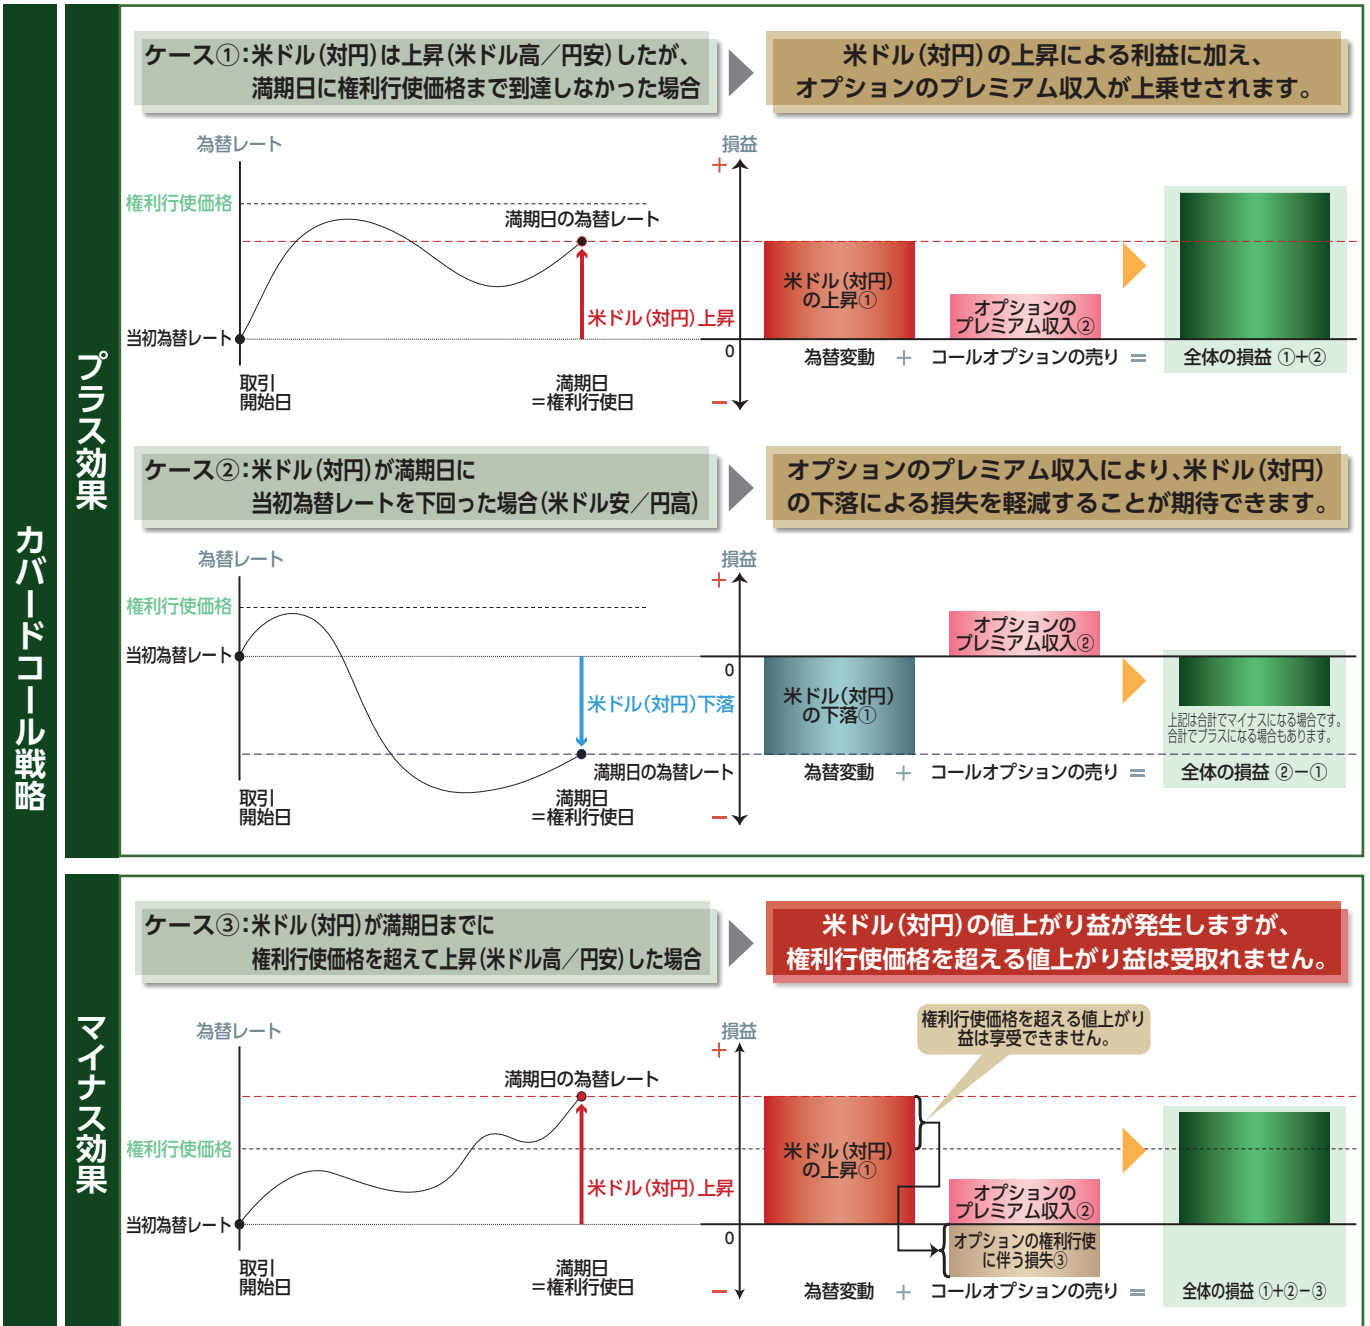 カバードコール戦略
プラス効果
ケース①：米ドル（対円）は上昇（米ドル高／円安）したが、
満期日に権利行使価格まで到達しなかった場合
米ドル（対円）の上昇による利益に加え、
オプションのプレミアム収入が上乗せされます。
為替レート
権利行使価格
満期日の為替レート
米ドル（対円）上昇
当初為替レート
取引
開始日
満期日
＝権利行使日
損益
＋
0
－
米ドル（対円）
の上昇①
オプションの
プレミアム収入②
為替変動 ＋ コールオプションの売り ＝ 全体の損益 ①＋②
ケース②：米ドル（対円）が満期日に
当初為替レートを下回った場合（米ドル安／円高）
オプションのプレミアム収入により、米ドル（対円）
の下落による損失を軽減することが期待できます。
為替レート
権利行使価格
当初為替レート
米ドル（対円）下落
満期日の為替レート
取引
開始日
満期日
＝権利行使日
損益
＋
0
－
オプションの
プレミアム収入②
米ドル（対円）
の下落①
上記は合計でマイナスになる場合です。
合計でプラスになる場合もあります。
為替変動 ＋ コールオプションの売り ＝ 全体の損益 ②－①
マイナス効果
ケース③：米ドル（対円）が満期日までに
権利行使価格を超えて上昇（米ドル高／円安）した場合
米ドル（対円）の値上がり益が発生しますが、
権利行使価格を超える値上がり益は受取れません。
為替レート
満期日の為替レート
権利行使価格
米ドル（対円）上昇
当初為替レート
取引
開始日
満期日
＝権利行使日
損益
＋
0
－
権利行使価格を超える値上がり
益は享受できません。
米ドル（対円）
の上昇①
オプションの
プレミアム収入②
オプションの権利行使
に伴う損失③
為替変動 ＋ コールオプションの売り ＝ 全体の損益 ①＋②－③